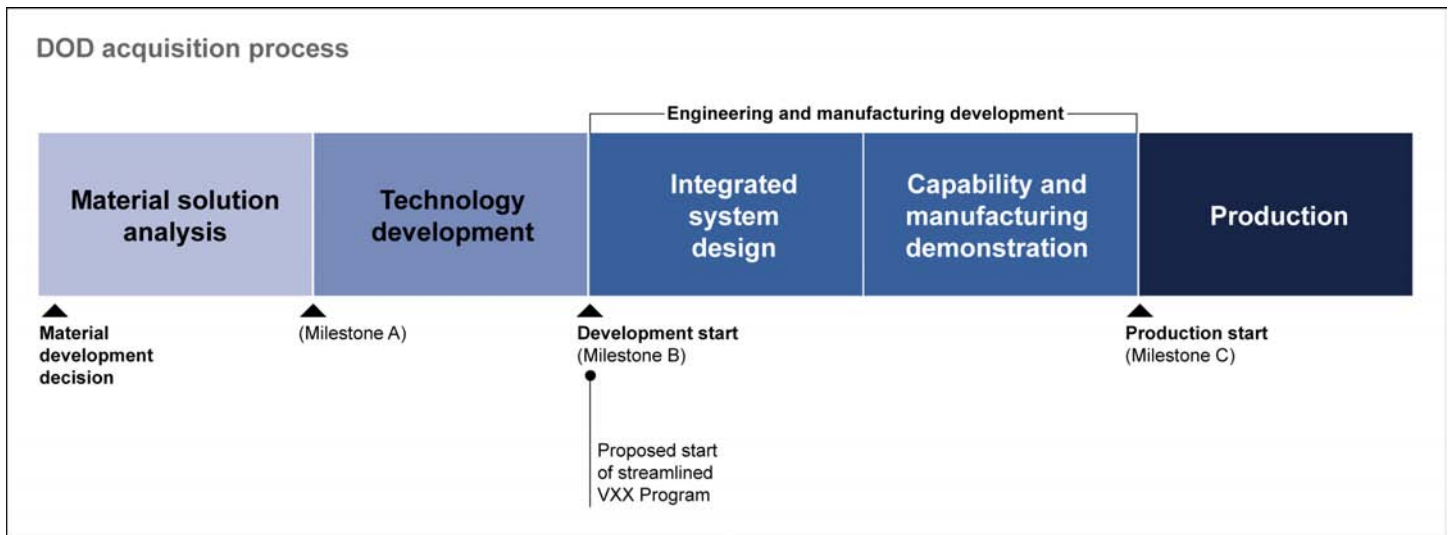 DOD acquisition process
Engineering and manufacturing development
Material solution
analysis
Technology
development
Integrated
system
design
Capability and
manufacturing
demonstration
Production
Material
development
decision
(Milestone A)
Development start
(Milestone B)
Production start
(Milestone C)
Proposed start
of streamlined
VXX Program